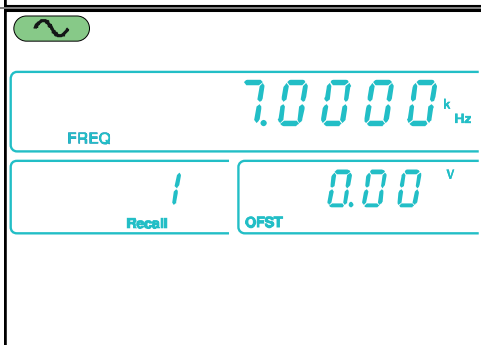 7.0000 k Hz
FREQ
1
Recall
0.00 V
OFST